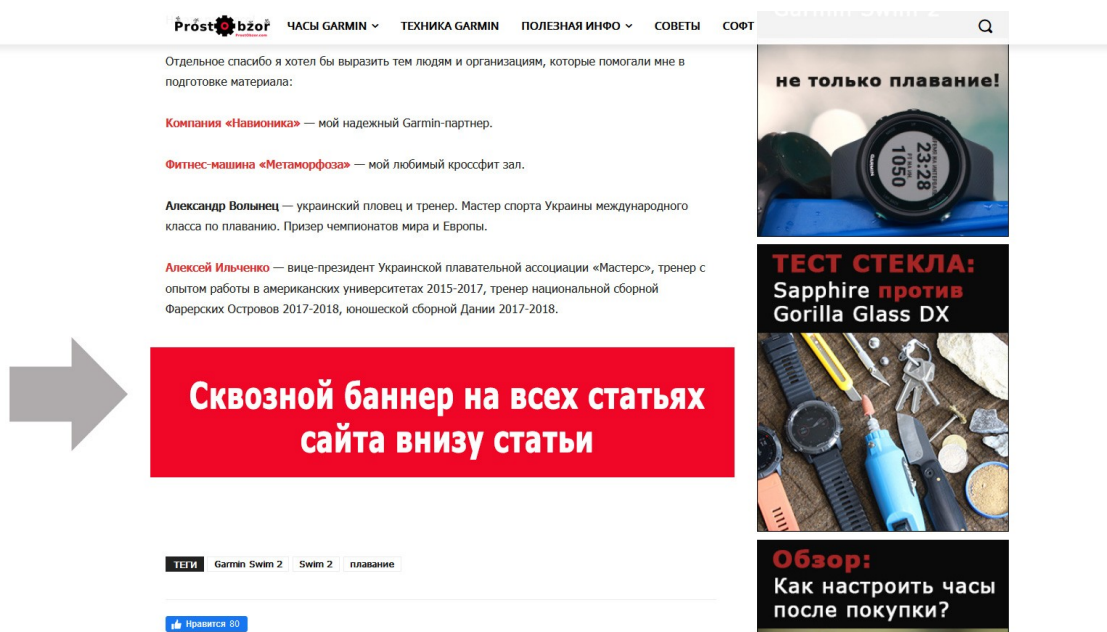 ProstObzor
ЧАСЫ GARMIN
ТЕХНИКА GARMIN
ПОЛЕЗНАЯ ИНФО
СОВЕТЫ
СОФТ
Garmin Swim 2
Отдельное спасибо я хотел бы выразить тем людям и организациям, которые помогали мне в
подготовке материала:
Компания «Навионика» — мой надежный Garmin-партнер.
Фитнес-машина «Метаморфоза» — мой любимый кроссфит зал.
Александр Волынец — украинский пловец и тренер. Мастер спорта Украины международного
класса по плаванию. Призер чемпионатов мира и Европы.
Алексей Ильченко — вице-президент Украинской плавательной ассоциации «Мастерс», тренер с
опытом работы в американских университетах 2015-2017, тренер национальной сборной
Фарерских Островов 2017-2018, юношеской сборной Дании 2017-2018.
Сквозной баннер на всех статьях
сайта внизу статьи
ТЕГИ
Garmin Swim 2
Swim 2
плавание
Нравится 80
не только плавание!
GARMIN
23:28
1050
ТЕСТ СТЕКЛА:
Sapphire против
Gorilla Glass DX
Обзор:
Как настроить часы
после покупки?